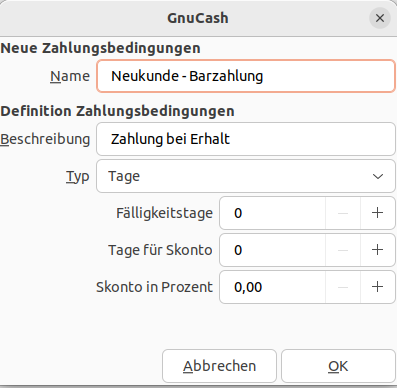 GnuCash
Neue Zahlungsbedingungen
Name Neukunde - Barzahlung
Definition Zahlungsbedingungen
Beschreibung Zahlung bei Erhalt
Typ Tage
Fälligkeitstage 0
Tage für Skonto 0
Skonto in Prozent 0,00
Abbrechen OK